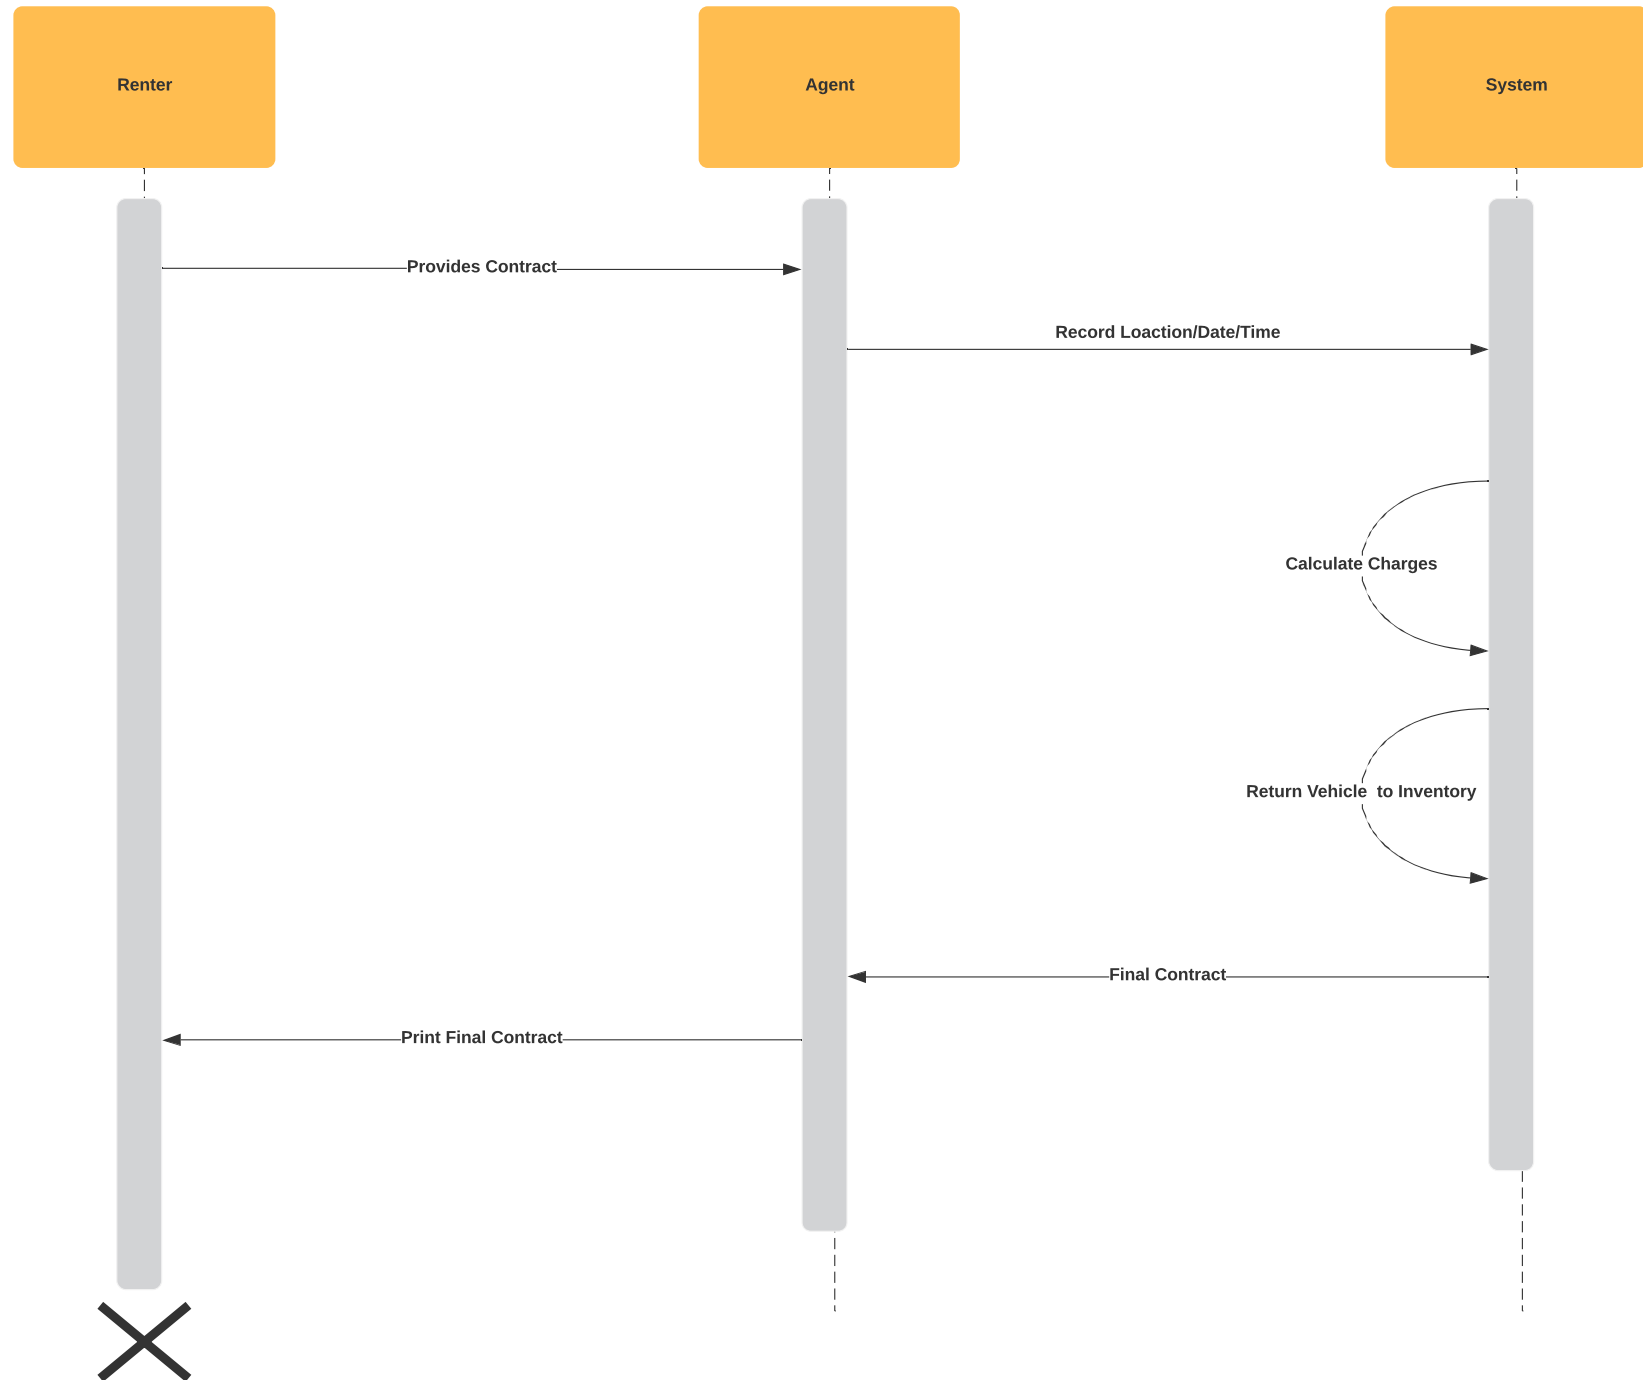 Renter
Agent
System
Provides Contract
Record Loaction/Date/Time
Calculate Charges
Return Vehicle  to Inventory
Final Contract
Print Final Contract